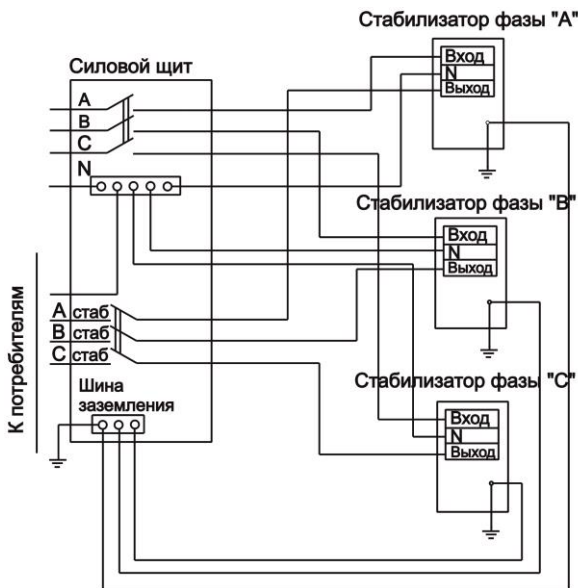 Стабилизатор фазы "А"
Силовой щит
Вход
N
Выход
A
B
C
N
Стабилизатор фазы "В"
Вход
N
Выход
К потребителям
А стаб
В стаб
С стаб
Шина
заземления
Стабилизатор фазы "С"
Вход
N
Выход